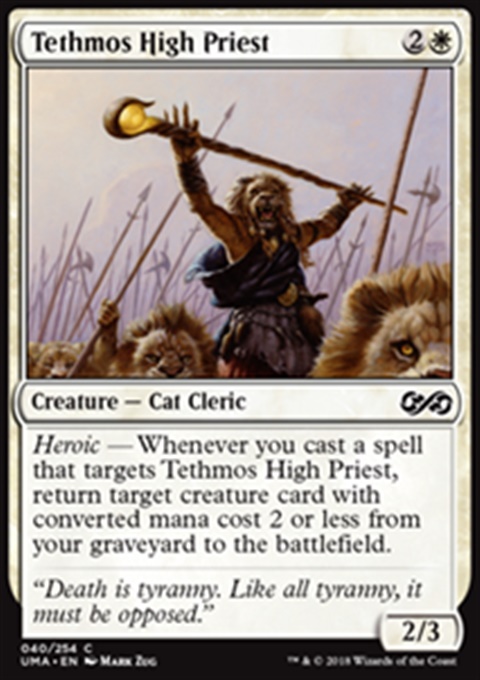 Tethmos High Priest 2
Creature — Cat Cleric
Heroic — Whenever you cast a spell
that targets Tethmos High Priest,
return target creature card with
converted mana cost 2 or less from
your graveyard to the battlefield.
“Death is tyranny. Like all tyranny, it
must be opposed.”
2/3
040/254 C
UMA • EN Mark Zug
™ & © 2018 Wizards of the Coast